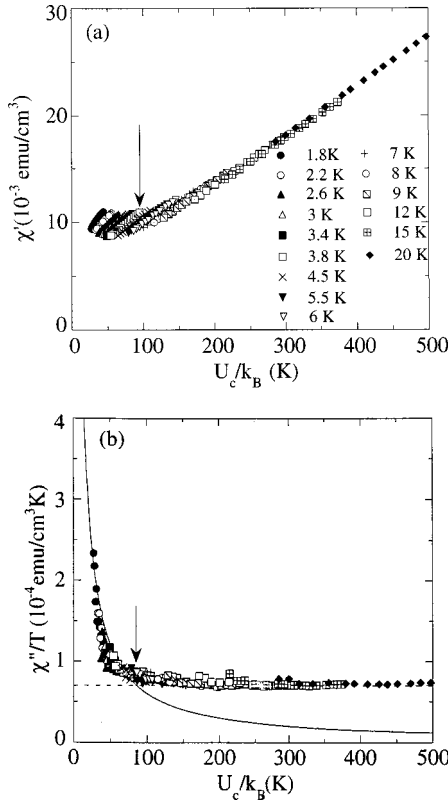 (a)
χ'(10⁻³ emu/cm³)
30
20
10
0
1.8K
2.2 K
2.6 K
3 K
3.4 K
3.8 K
4.5 K
5.5 K
6 K
7 K
8 K
9 K
12 K
15 K
20 K
0 100 200 300 400 500
U_c/k_B (K)
(b)
χ''/T (10⁻⁴emu/cm³K)
4
3
2
1
0
0 100 200 300 400 500
U_c/k_B (K)